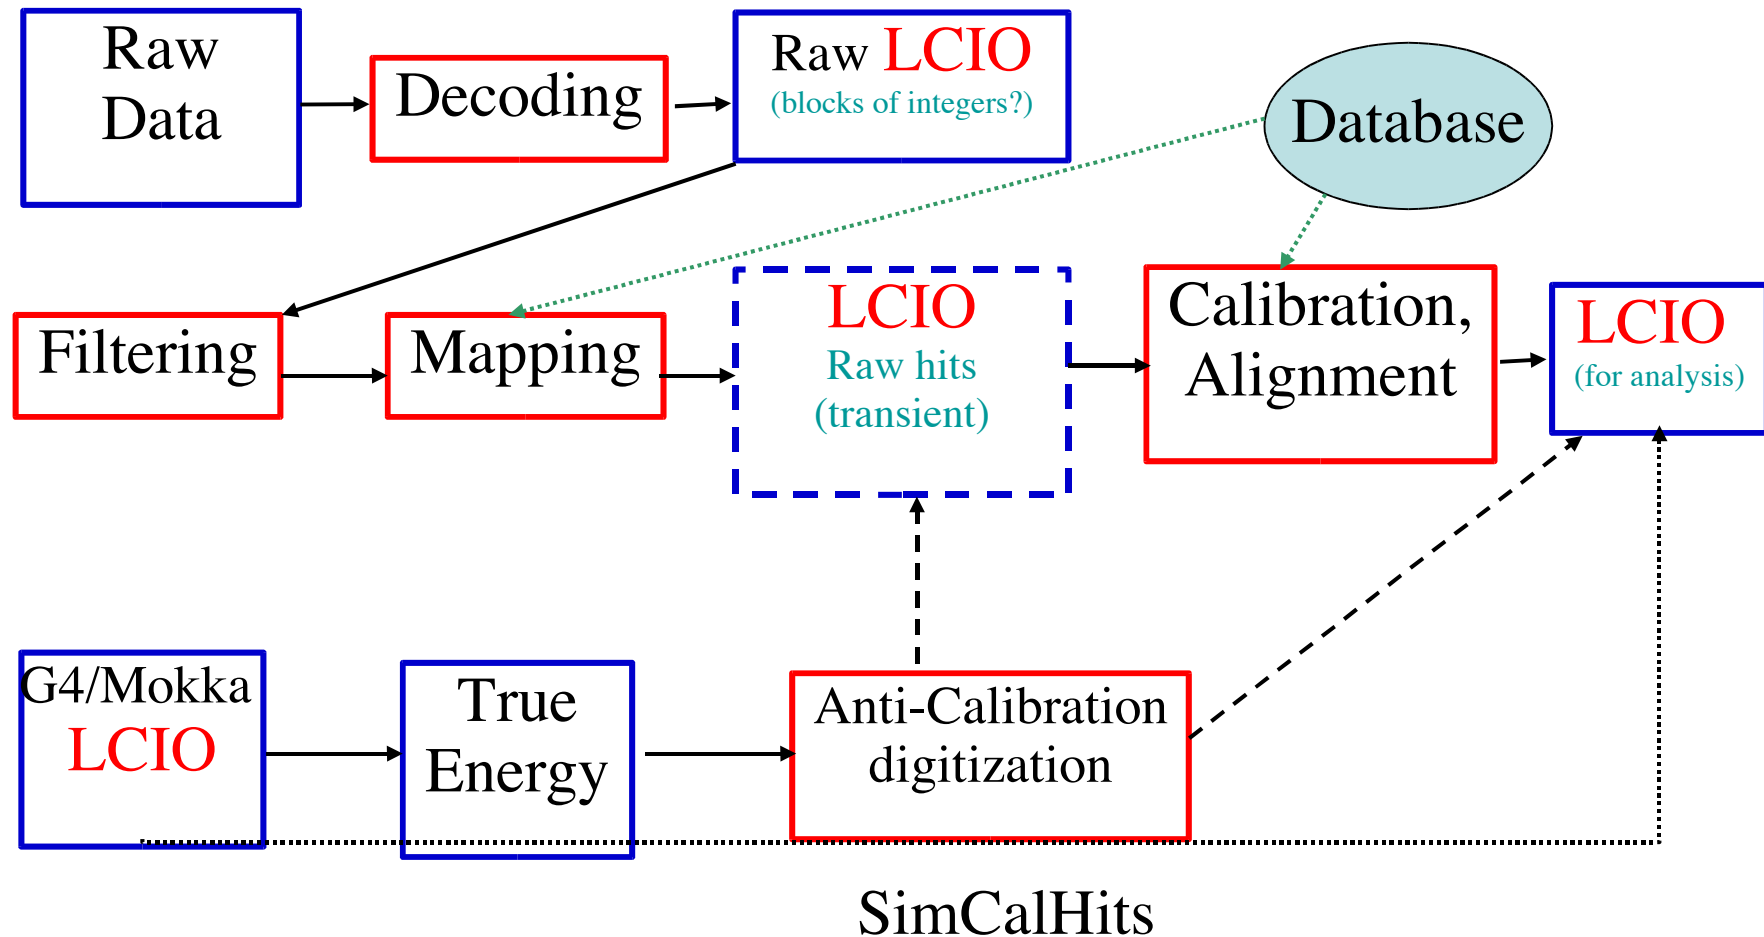 Raw
Data
Decoding
Raw LCIO
(blocks of integers?)
Database
Filtering
Mapping
LCIO
Raw hits
(transient)
Calibration,
Alignment
LCIO
(for analysis)
G4/Mokka
LCIO
True
Energy
Anti-Calibration
digitization
SimCalHits